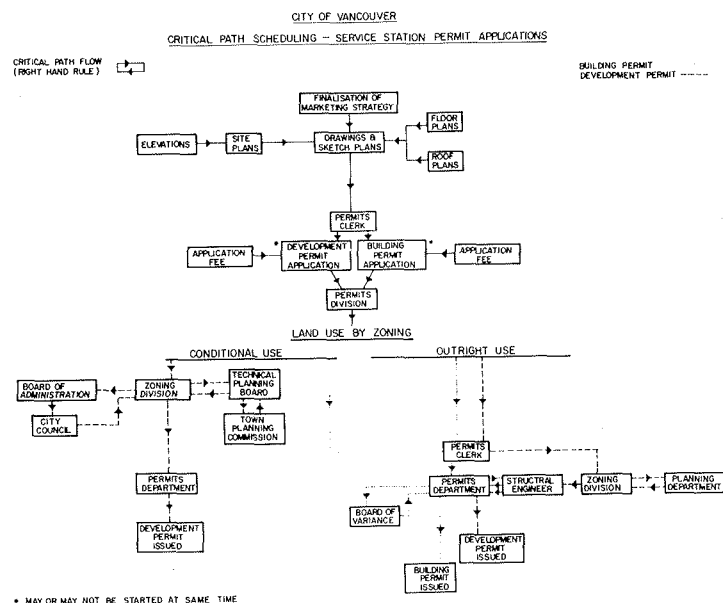 CITY OF VANCOUVER
CRITICAL PATH SCHEDULING - SERVICE STATION PERMIT APPLICATIONS
CRITICAL PATH FLOW
(RIGHT HAND RULE)
BUILDING PERMIT
DEVELOPMENT PERMIT
FINALISATION OF
MARKETING STRATEGY
ELEVATIONS
SITE
PLANS
DRAWINGS &
SKETCH PLANS
FLOOR
PLANS
ROOF
PLANS
PERMITS
CLERK
APPLICATION
FEE
* DEVELOPMENT
PERMIT
APPLICATION
BUILDING *
PERMIT
APPLICATION
APPLICATION
FEE
PERMITS
DIVISION
LAND USE BY ZONING
CONDITIONAL USE
OUTRIGHT USE
BOARD OF
ADMINISTRATION
ZONING
DIVISION
TECHNICAL
PLANNING
BOARD
CITY
COUNCIL
TOWN
PLANNING
COMMISSION
PERMITS
DEPARTMENT
DEVELOPMENT
PERMIT
ISSUED
PERMITS
CLERK
PERMITS
DEPARTMENT
STRUCTRAL
ENGINEER
ZONING
DIVISION
PLANNING
DEPARTMENT
BOARD OF
VARIANCE
DEVELOPMENT
PERMIT
ISSUED
BUILDING
PERMIT
ISSUED
* MAY OR MAY NOT BE STARTED AT SAME TIME